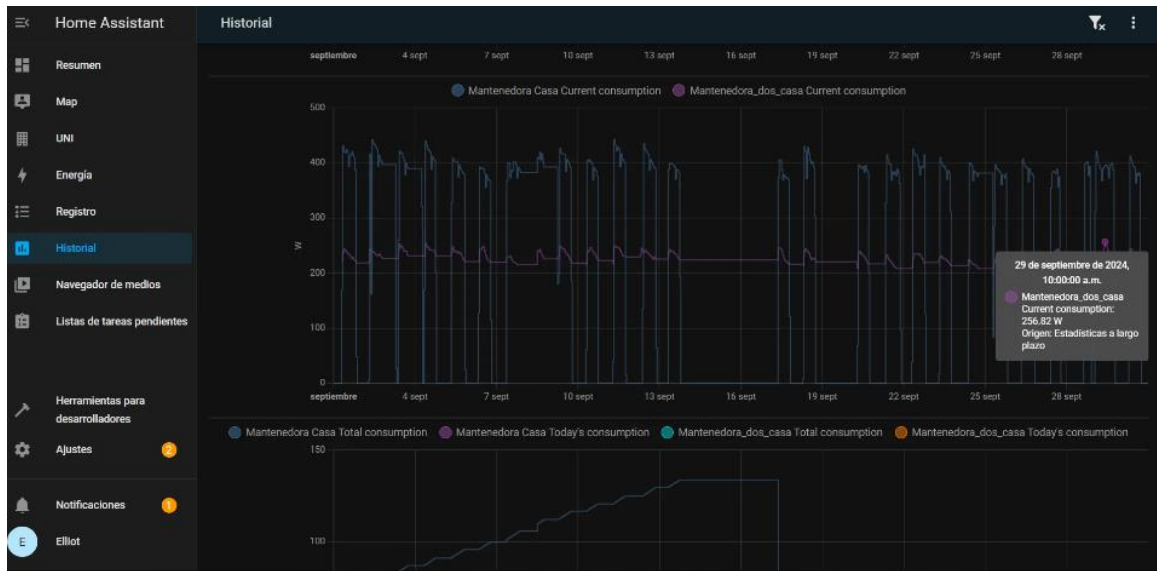 Home Assistant
Historial
Resumen
Map
UNI
Energía
Registro
Historial
Navegador de medios
Listas de tareas pendientes
Herramientas para
desarrolladores
Ajustes 2
Notificaciones 1
E Elliot
septiembre 4 sept 7 sept 10 sept 13 sept 16 sept 19 sept 22 sept 25 sept 28 sept
Mantenedora Casa Current consumption Mantenedora_dos_casa Current consumption
500
400
300
W
200
100
0
29 de septiembre de 2024,
10:00:00 a.m.
Mantenedora_dos_casa
Current consumption:
256.82 W
Origen: Estadísticas a largo
plazo
septiembre 4 sept 7 sept 10 sept 13 sept 16 sept 19 sept 22 sept 25 sept 28 sept
Mantenedora Casa Total consumption Mantenedora Casa Today's consumption Mantenedora_dos_casa Total consumption Mantenedora_dos_casa Today's consumption
150
100